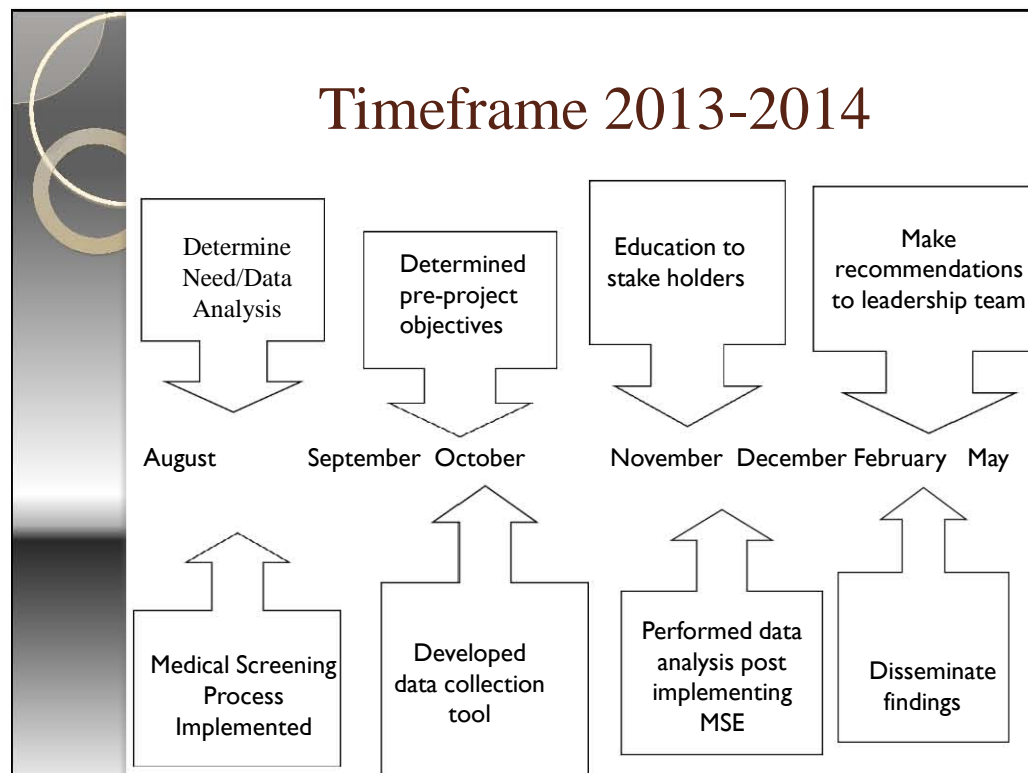 Timeframe 2013-2014
Determine
Need/Data
Analysis
Determined
pre-project
objectives
Education to
stake holders
Make
recommendations
to leadership team
August September October November December February May
Medical Screening
Process
Implemented
Developed
data collection
tool
Performed data
analysis post
implementing
MSE
Disseminate
findings